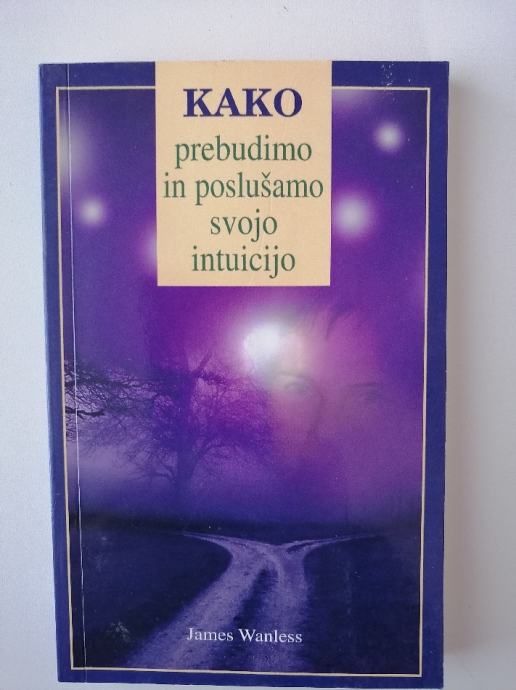 KAKO
prebudimo
in poslušamo
svojo
intuicijo
James Wanless